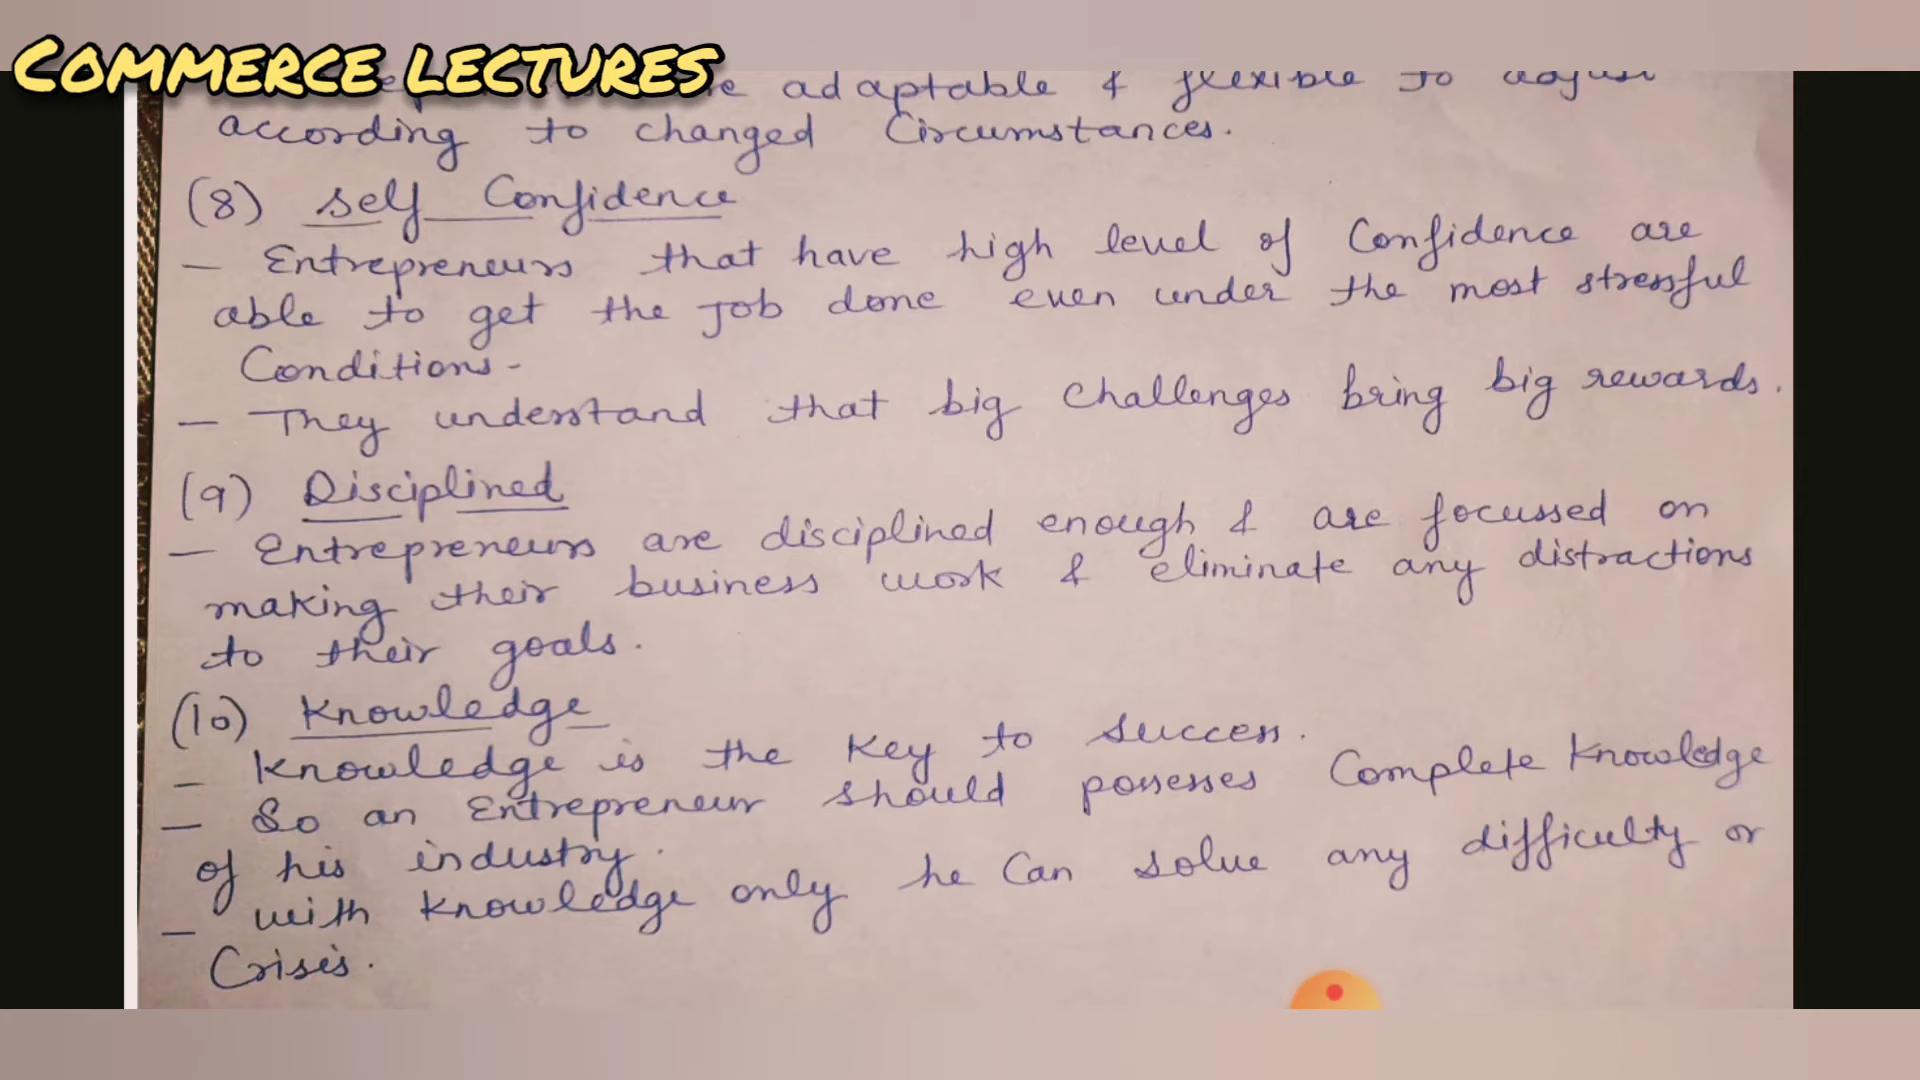 COMMERCE LECTURES
adaptable & flexible to adjust
according to changed Circumstances.
(8) Self Confidence
- Entrepreneurs that have high level of Confidence are
able to get the Job done even under the most stressful
Conditions-
- They understand that big challenges bring big rewards.
(9) Disciplined
- Entrepreneurs are disciplined enough & are focussed on
making their business work & eliminate any distractions
to their goals.
(10) Knowledge
- Knowledge is the Key to success.
- So an Entrepreneur should possesses Complete Knowledge
of his industry.
- with Knowledge only he Can solve any difficulty or
Crisis.